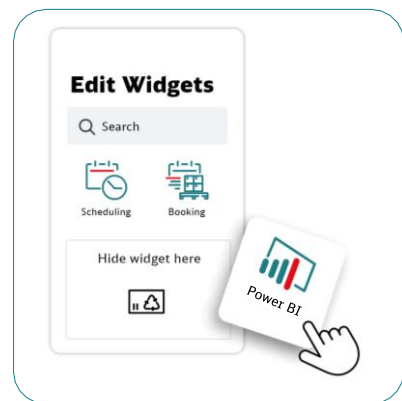 Edit Widgets
Search
Scheduling Booking
Hide widget here
Power BI